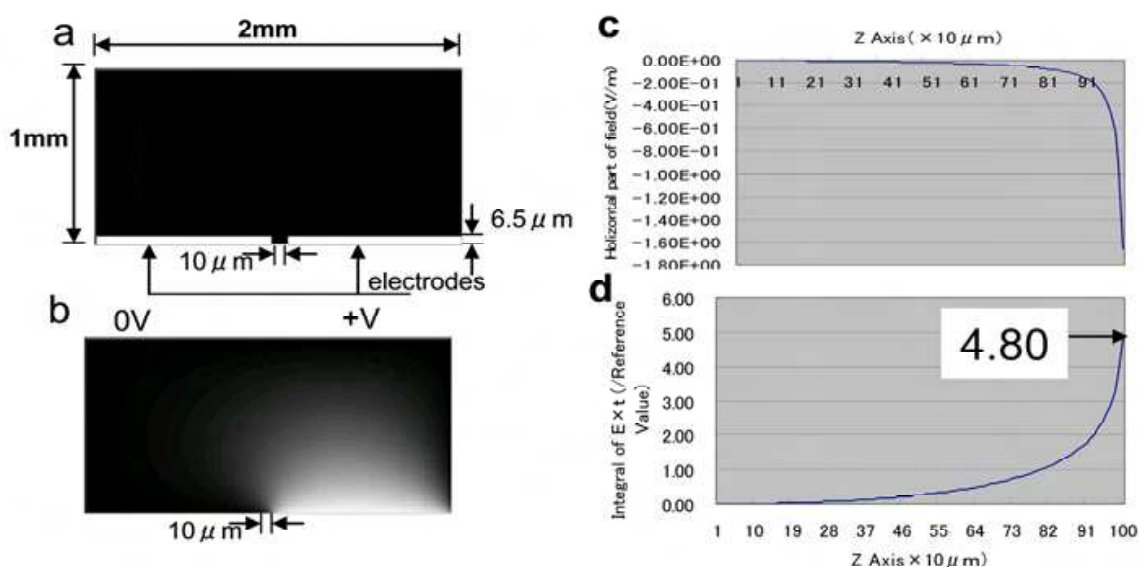 a
2mm
1mm
6.5μm
10μm
electrodes
b
0V
+V
10μm
c
Z Axis(×10μm)
Holizontal part of field(V/m)
0.00E+00
-2.00E-01
-4.00E-01
-6.00E-01
-8.00E-01
-1.00E+00
-1.20E+00
-1.40E+00
-1.60E+00
-1.80E+00
1 11 21 31 41 51 61 71 81 91
d
Integral of E×t(/Reference
Value)
6.00
5.00
4.00
3.00
2.00
1.00
0.00
4.80
1 10 19 28 37 46 55 64 73 82 91 100
Z Axis×10μm)